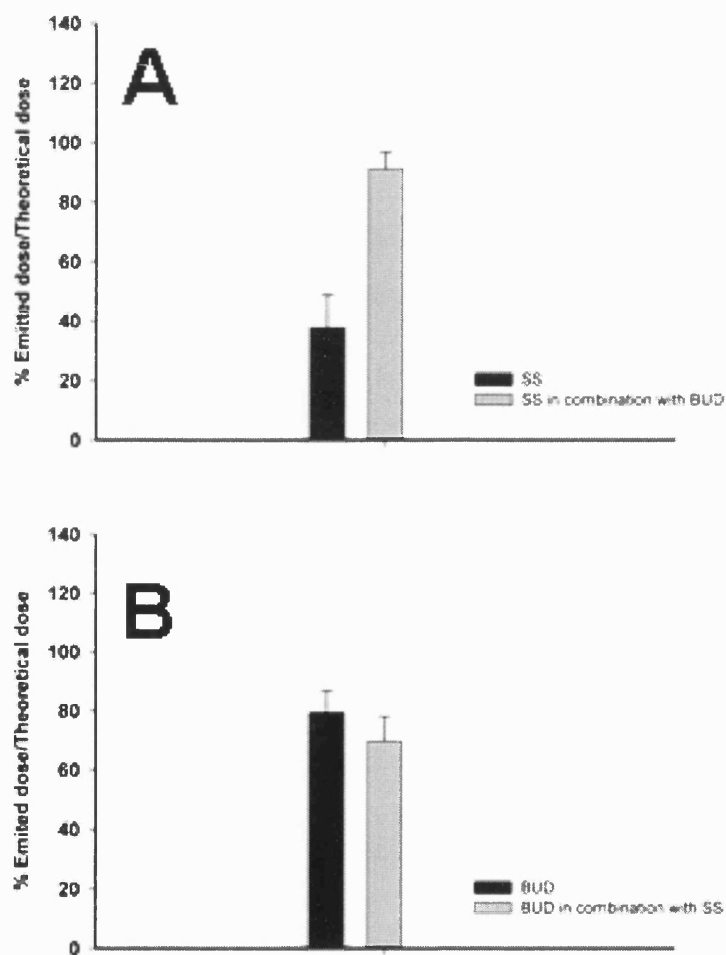 140
120
100
80
60
40
20
0
% Emitted dose/Theoretical dose
A
SS
SS in combination with BUD
140
120
100
80
60
40
20
0
% Emited dose/Theoretical dose
B
BUD
BUD in combination with SS